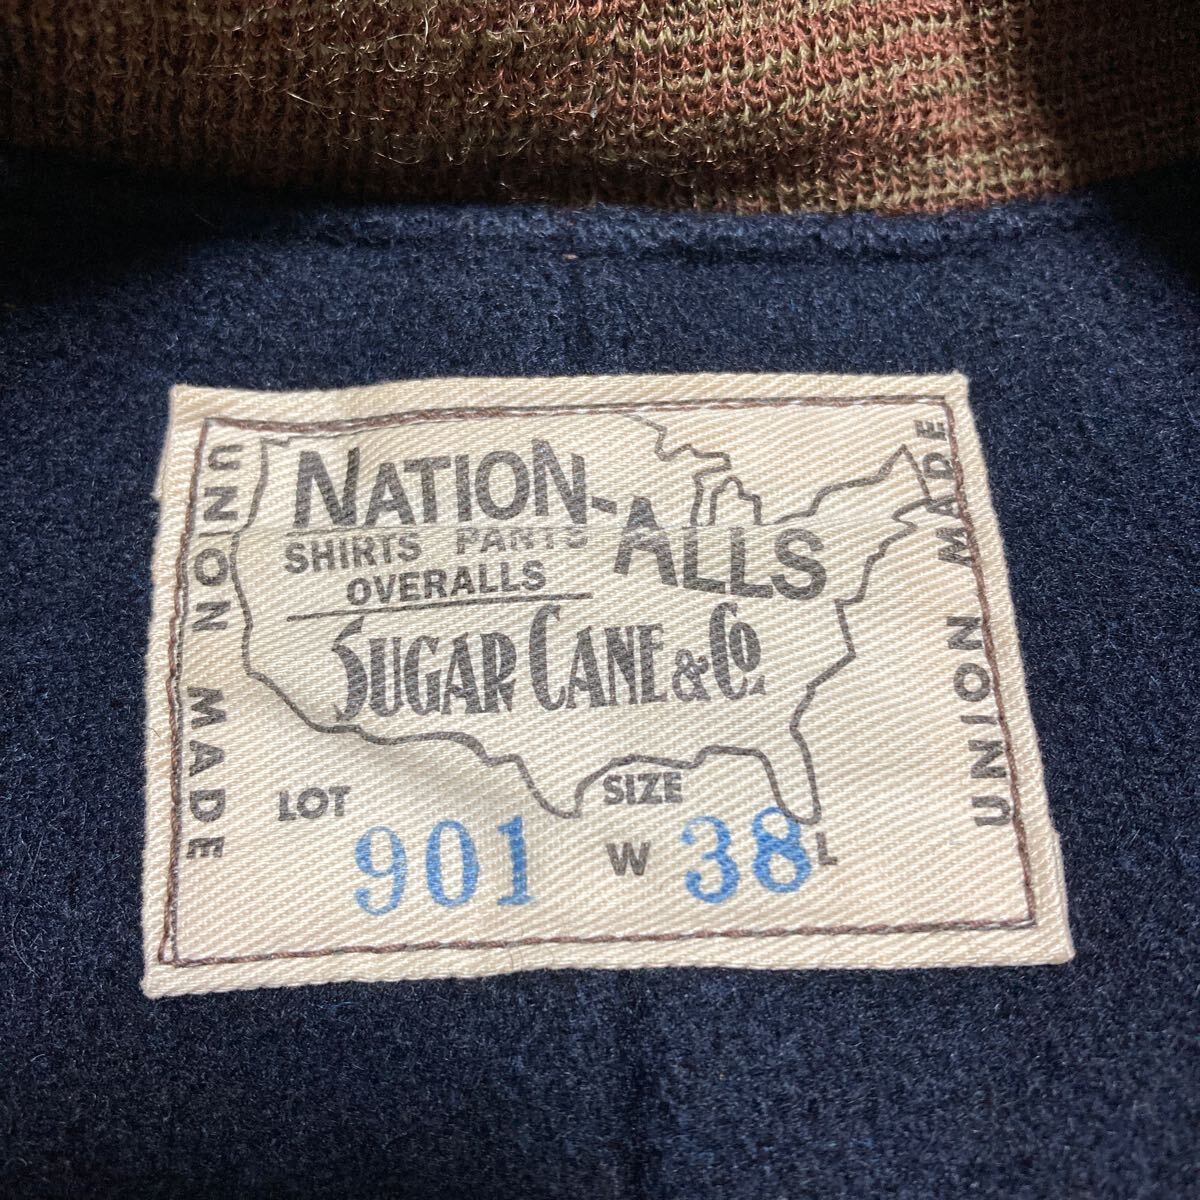 NATION-ALLS
SHIRTS PANTS
OVERALLS
SUGAR CANE & Co.
UNION MADE
UNION MADE
LOT 901
SIZE
W 38 L